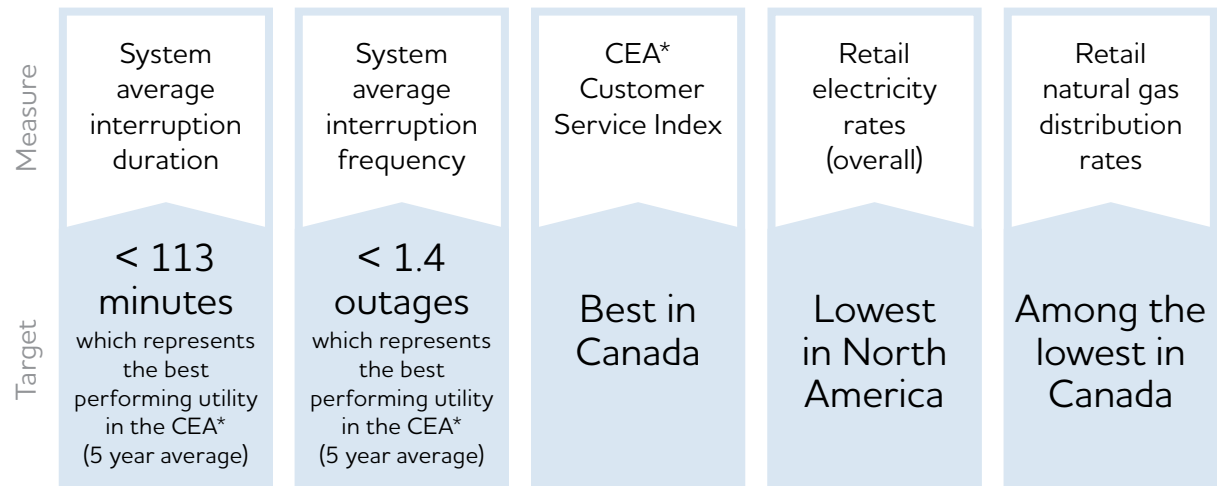 Measure
System
average
interruption
duration
System
average
interruption
frequency
CEA*
Customer
Service Index
Retail
electricity
rates
(overall)
Retail
natural gas
distribution
rates
Target
< 113
minutes
which represents
the best
performing utility
in the CEA*
(5 year average)
< 1.4
outages
which represents
the best
performing utility
in the CEA*
(5 year average)
Best in
Canada
Lowest
in North
America
Among the
lowest in
Canada